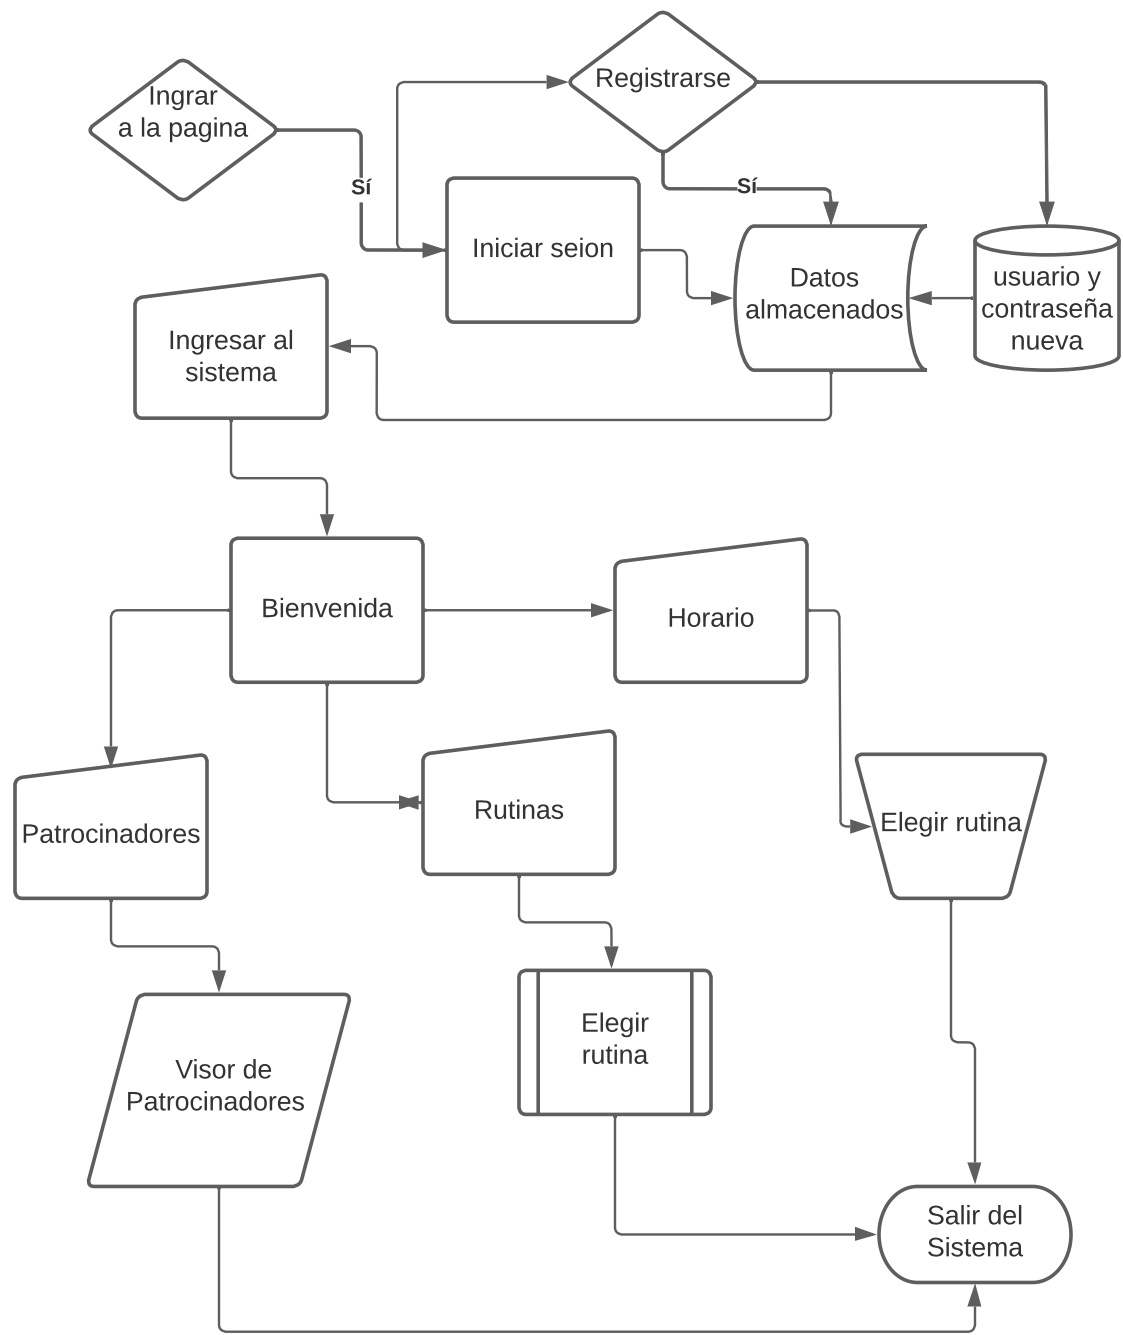 Registrarse
Ingrar
a la pagina
Sí
Sí
Iniciar seion
Datos
almacenados
usuario y
contraseña
nueva
Ingresar al
sistema
Bienvenida
Horario
Patrocinadores
Rutinas
Elegir rutina
Visor de
Patrocinadores
Elegir
rutina
Salir del
Sistema